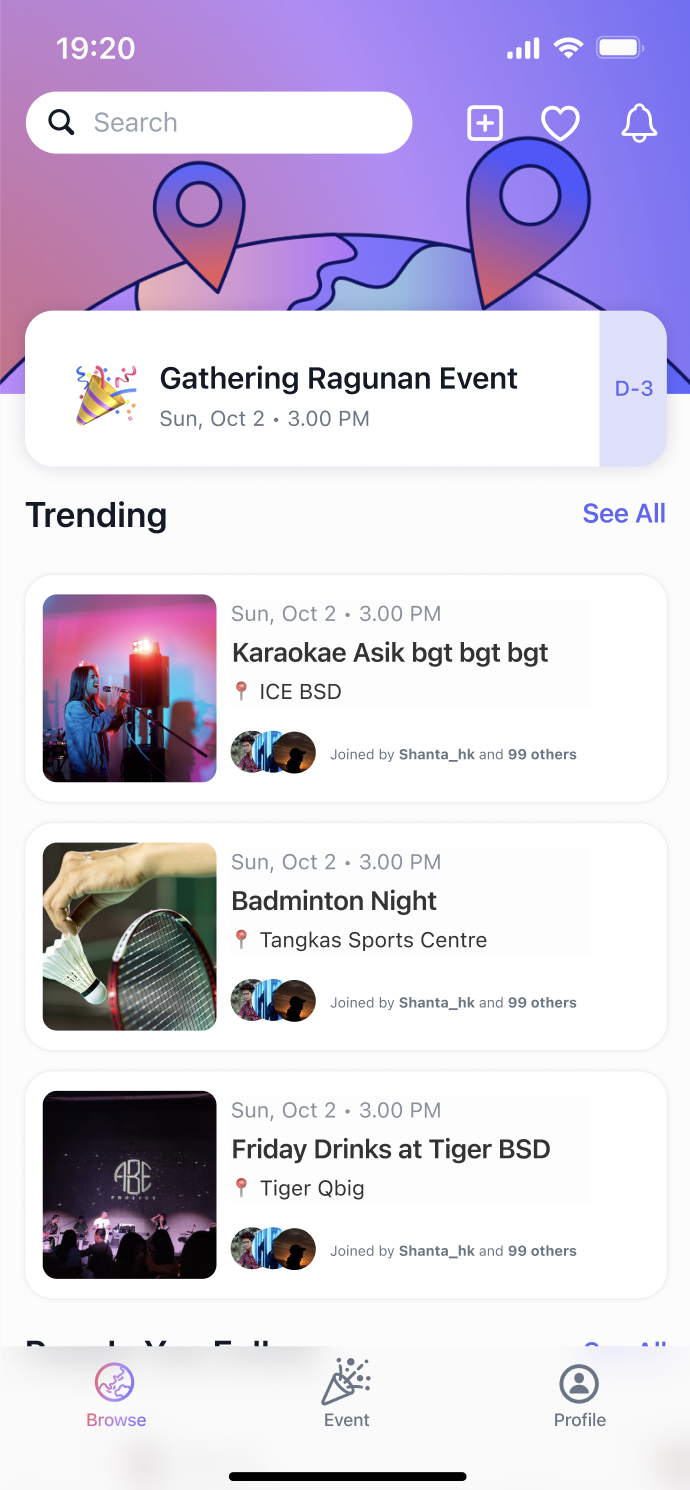 19:20
Search
Gathering Ragunan Event
Sun, Oct 2 • 3.00 PM
D-3
Trending
See All
Sun, Oct 2 • 3.00 PM
Karaokae Asik bgt bgt bgt
ICE BSD
Joined by Shanta_hk and 99 others
Sun, Oct 2 • 3.00 PM
Badminton Night
Tangkas Sports Centre
Joined by Shanta_hk and 99 others
ABE
PROJECT
Sun, Oct 2 • 3.00 PM
Friday Drinks at Tiger BSD
Tiger Qbig
Joined by Shanta_hk and 99 others
See All
Browse
Event
Profile